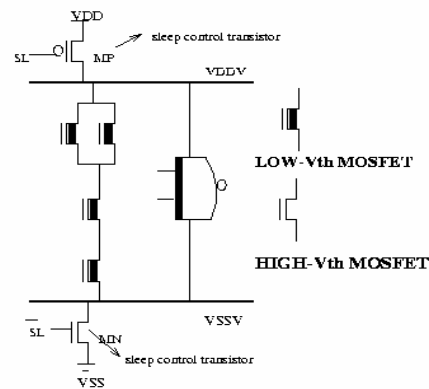 VDD
SL
MP
sleep control transistor
VDDV
LOW-Vth MOSFET
HIGH-Vth MOSFET
VSSV
SL
MN
sleep control transistor
VSS